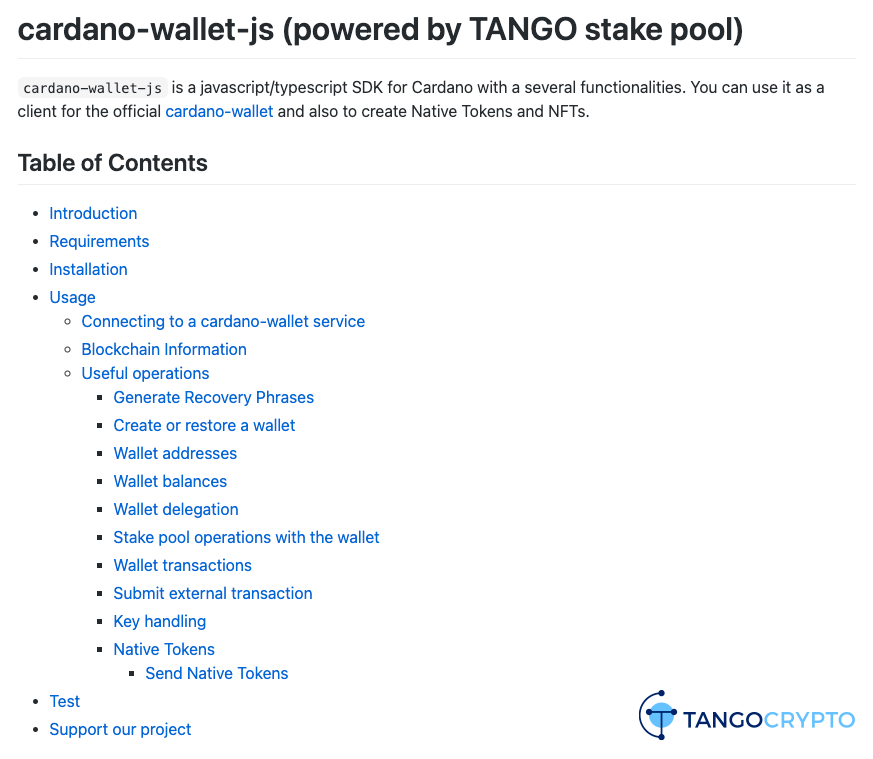 cardano-wallet-js (powered by TANGO stake pool)
cardano-wallet-js is a javascript/typescript SDK for Cardano with a several functionalities. You can use it as a
client for the official cardano-wallet and also to create Native Tokens and NFTs.
Table of Contents
Introduction
Requirements
Installation
Usage
Connecting to a cardano-wallet service
Blockchain Information
Useful operations
Generate Recovery Phrases
Create or restore a wallet
Wallet addresses
Wallet balances
Wallet delegation
Stake pool operations with the wallet
Wallet transactions
Submit external transaction
Key handling
Native Tokens
Send Native Tokens
Test
Support our project
TANGOCRYPTO